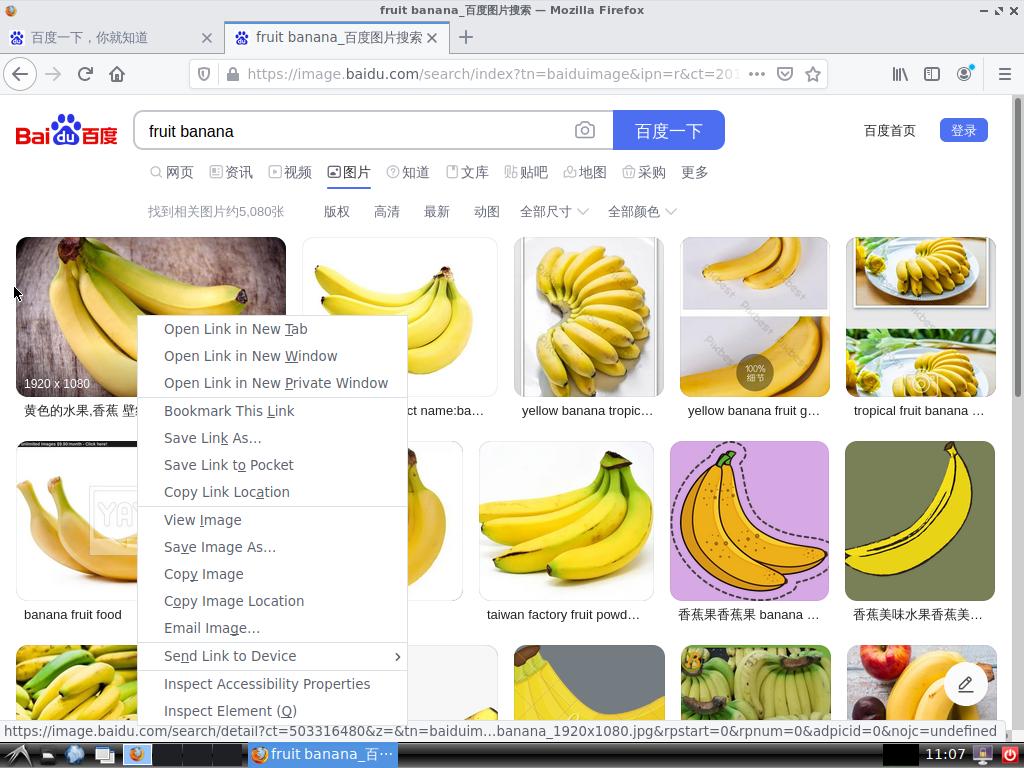 fruit banana_百度图片搜索 — Mozilla Firefox
百度一下，你就知道
fruit banana_百度图片搜索
https://image.baidu.com/search/index?tn=baiduimage&ipn=r&ct=201
Bai du 百度
fruit banana
百度一下
百度首页
登录
网页
资讯
视频
图片
知道
文库
贴吧
地图
采购
更多
找到相关图片约5,080张
版权
高清
最新
动图
全部尺寸
全部颜色
1920 x 1080
100%
细节
黄色的水果,香蕉 壁
ct name:ba…
yellow banana tropic…
yellow banana fruit g…
tropical fruit banana …
Open Link in New Tab
Open Link in New Window
Open Link in New Private Window
Bookmark This Link
Save Link As…
Save Link to Pocket
Copy Link Location
View Image
Save Image As…
Copy Image
Copy Image Location
Email Image…
Send Link to Device
Inspect Accessibility Properties
Inspect Element (Q)
YAY
banana fruit food
taiwan factory fruit powd…
香蕉果香蕉果 banana …
香蕉美味水果香蕉美…
https://image.baidu.com/search/detail?ct=503316480&z=&tn=baiduim…banana_1920x1080.jpg&rpstart=0&rpnum=0&adpicid=0&nojc=undefined
fruit banana_百…
11:07